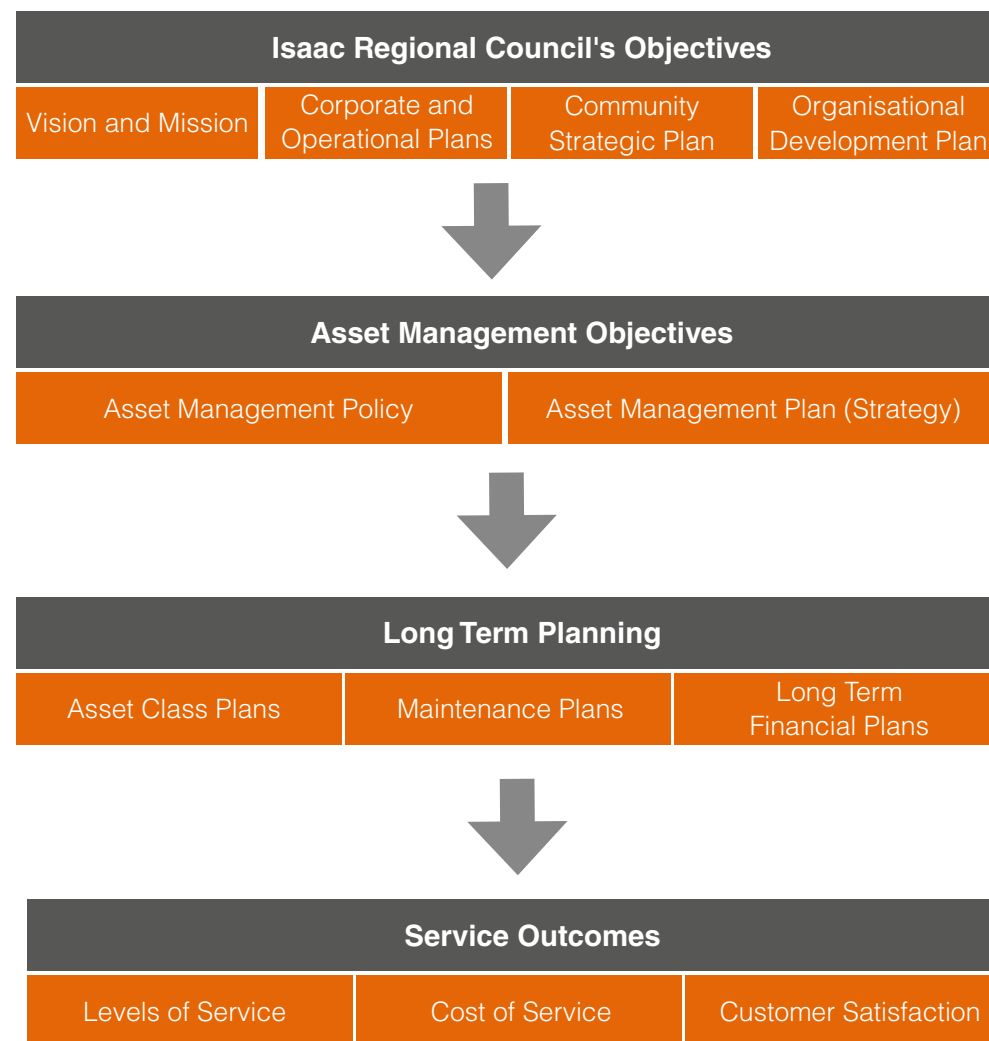 Isaac Regional Council's Objectives
Vision and Mission
Corporate and
Operational Plans
Community
Strategic Plan
Organisational
Development Plan
Asset Management Objectives
Asset Management Policy
Asset Management Plan (Strategy)
Long Term Planning
Asset Class Plans
Maintenance Plans
Long Term
Financial Plans
Service Outcomes
Levels of Service
Cost of Service
Customer Satisfaction